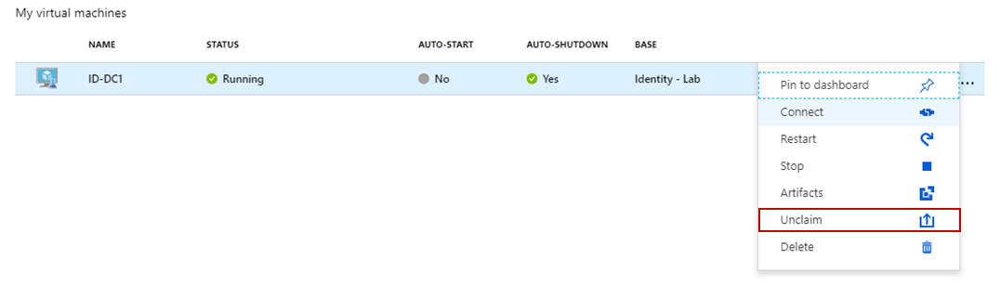 My virtual machines
NAME STATUS AUTO-START AUTO-SHUTDOWN BASE
ID-DC1 Running No Yes Identity - Lab ...
Pin to dashboard
Connect
Restart
Stop
Artifacts
Unclaim
Delete